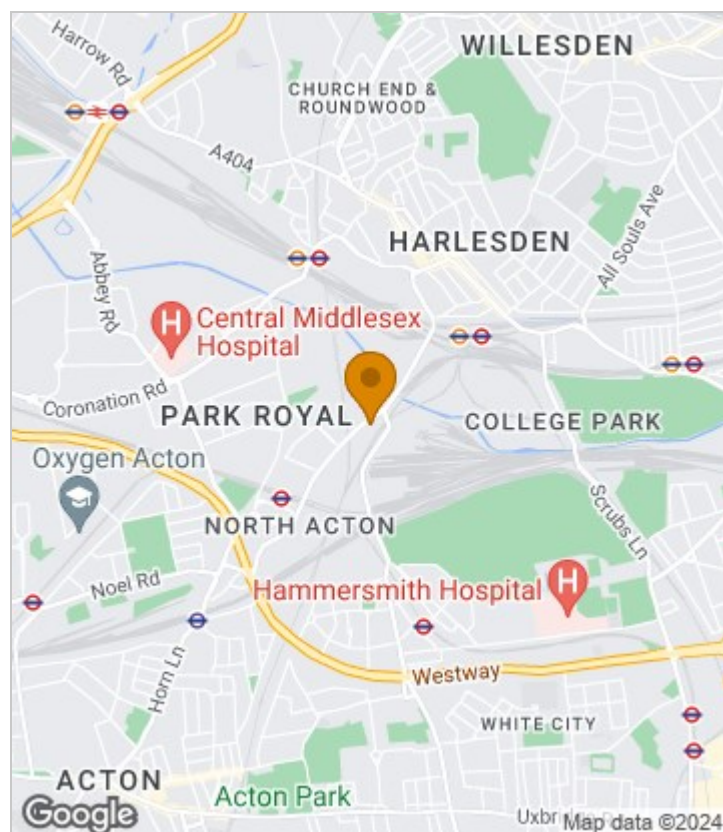 Harrow Rd
WILLESDEN
CHURCH END &
ROUNDWOOD
A404
HARLESDEN
All Souls Ave
Abbey Rd
H
Central Middlesex
Hospital
Coronation Rd
PARK ROYAL
COLLEGE PARK
Oxygen Acton
NORTH ACTON
Scrubs Ln
Noel Rd
Hammersmith Hospital
H
Horn Ln
Westway
WHITE CITY
ACTON
Acton Park
Google
Map data ©2024